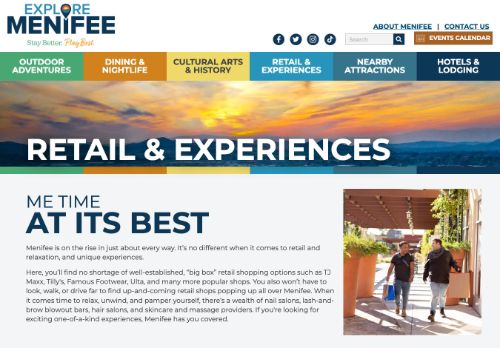 EXPLORE
MENIFEE
Stay Better. Play Best.
ABOUT MENIFEE | CONTACT US
Search
EVENTS CALENDAR
OUTDOOR ADVENTURES
DINING & NIGHTLIFE
CULTURAL ARTS & HISTORY
RETAIL & EXPERIENCES
NEARBY ATTRACTIONS
HOTELS & LODGING
RETAIL & EXPERIENCES
ME TIME
AT ITS BEST
Menifee is on the rise in just about every way. It's no different when it comes to retail and
relaxation, and unique experiences.
Here, you'll find no shortage of well-established, "big box" retail shopping options such as TJ
Maxx, Tilly's, Famous Footwear, Ulta, and many more popular shops. You also won't have to
look, walk, or drive far to find up-and-coming retail shops popping up all over Menifee. When
it comes time to relax, unwind, and pamper yourself, there's a wealth of nail salons, lash-and-
brow blowout bars, hair salons, and skincare and massage providers. If you're looking for
exciting one-of-a-kind experiences, Menifee has you covered.